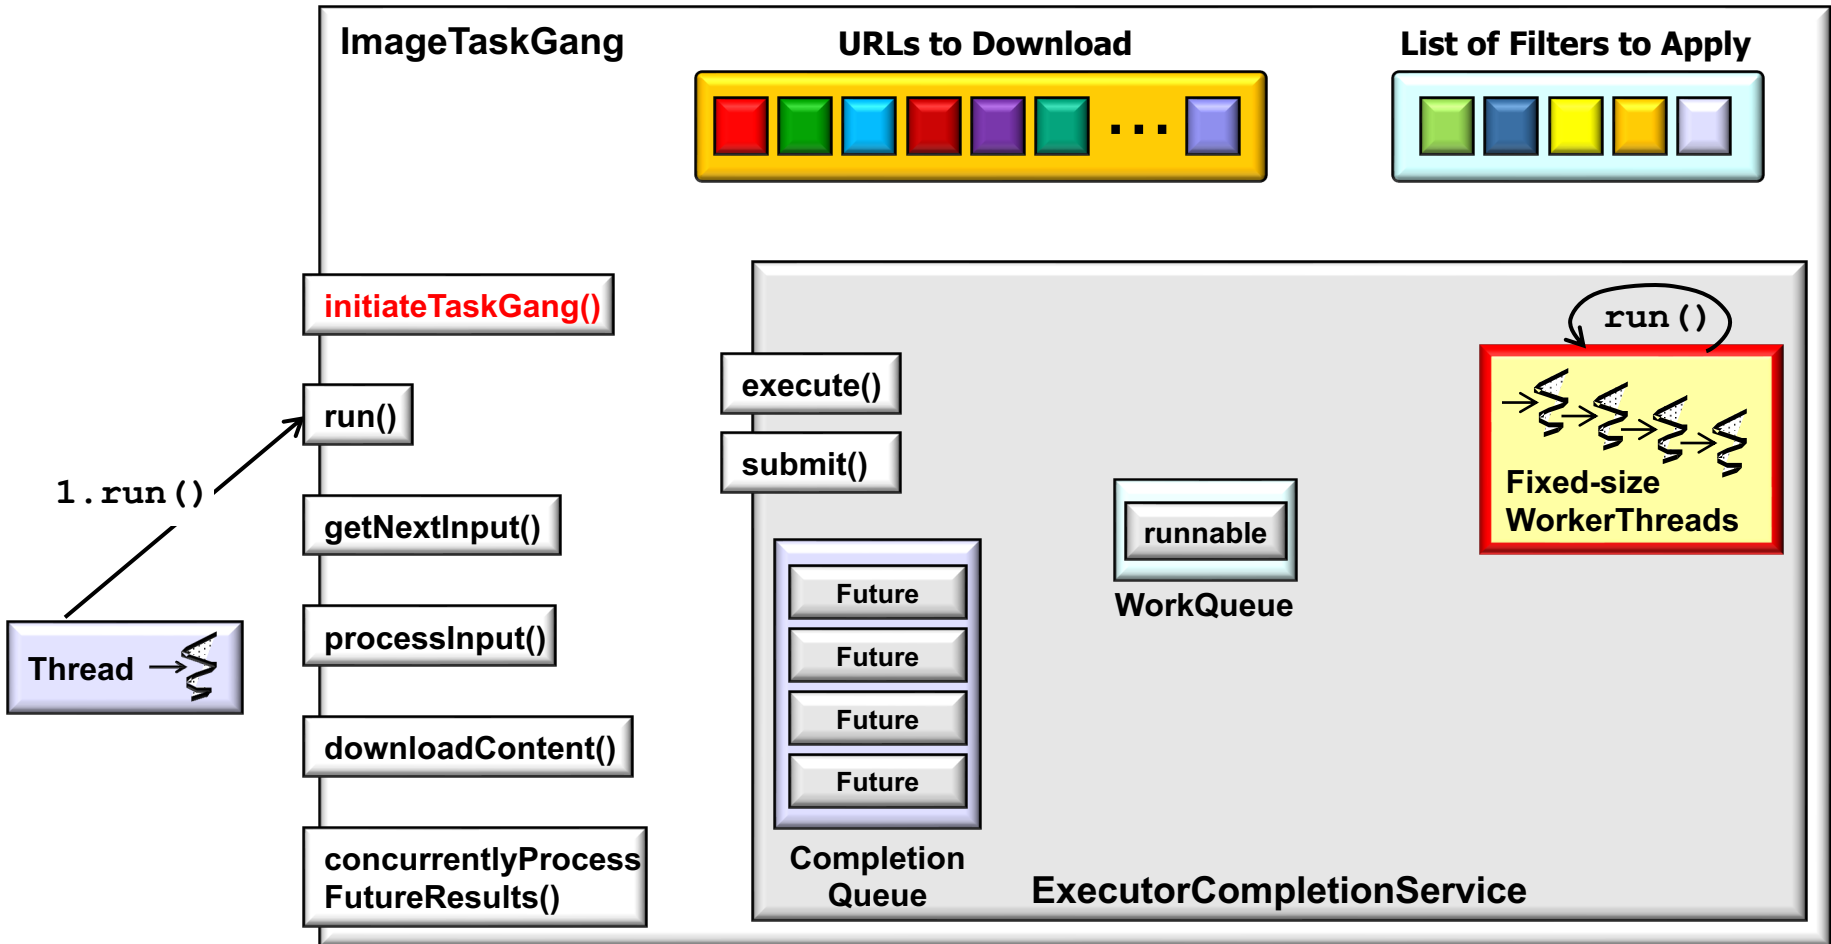 ImageTaskGang
URLs to Download
List of Filters to Apply
...
initiateTaskGang()
run()
1.run()
getNextInput()
processInput()
Thread
downloadContent()
concurrentlyProcess
FutureResults()
execute()
submit()
Future
Future
Future
Future
Completion
Queue
runnable
WorkQueue
run()
Fixed-size
WorkerThreads
ExecutorCompletionService